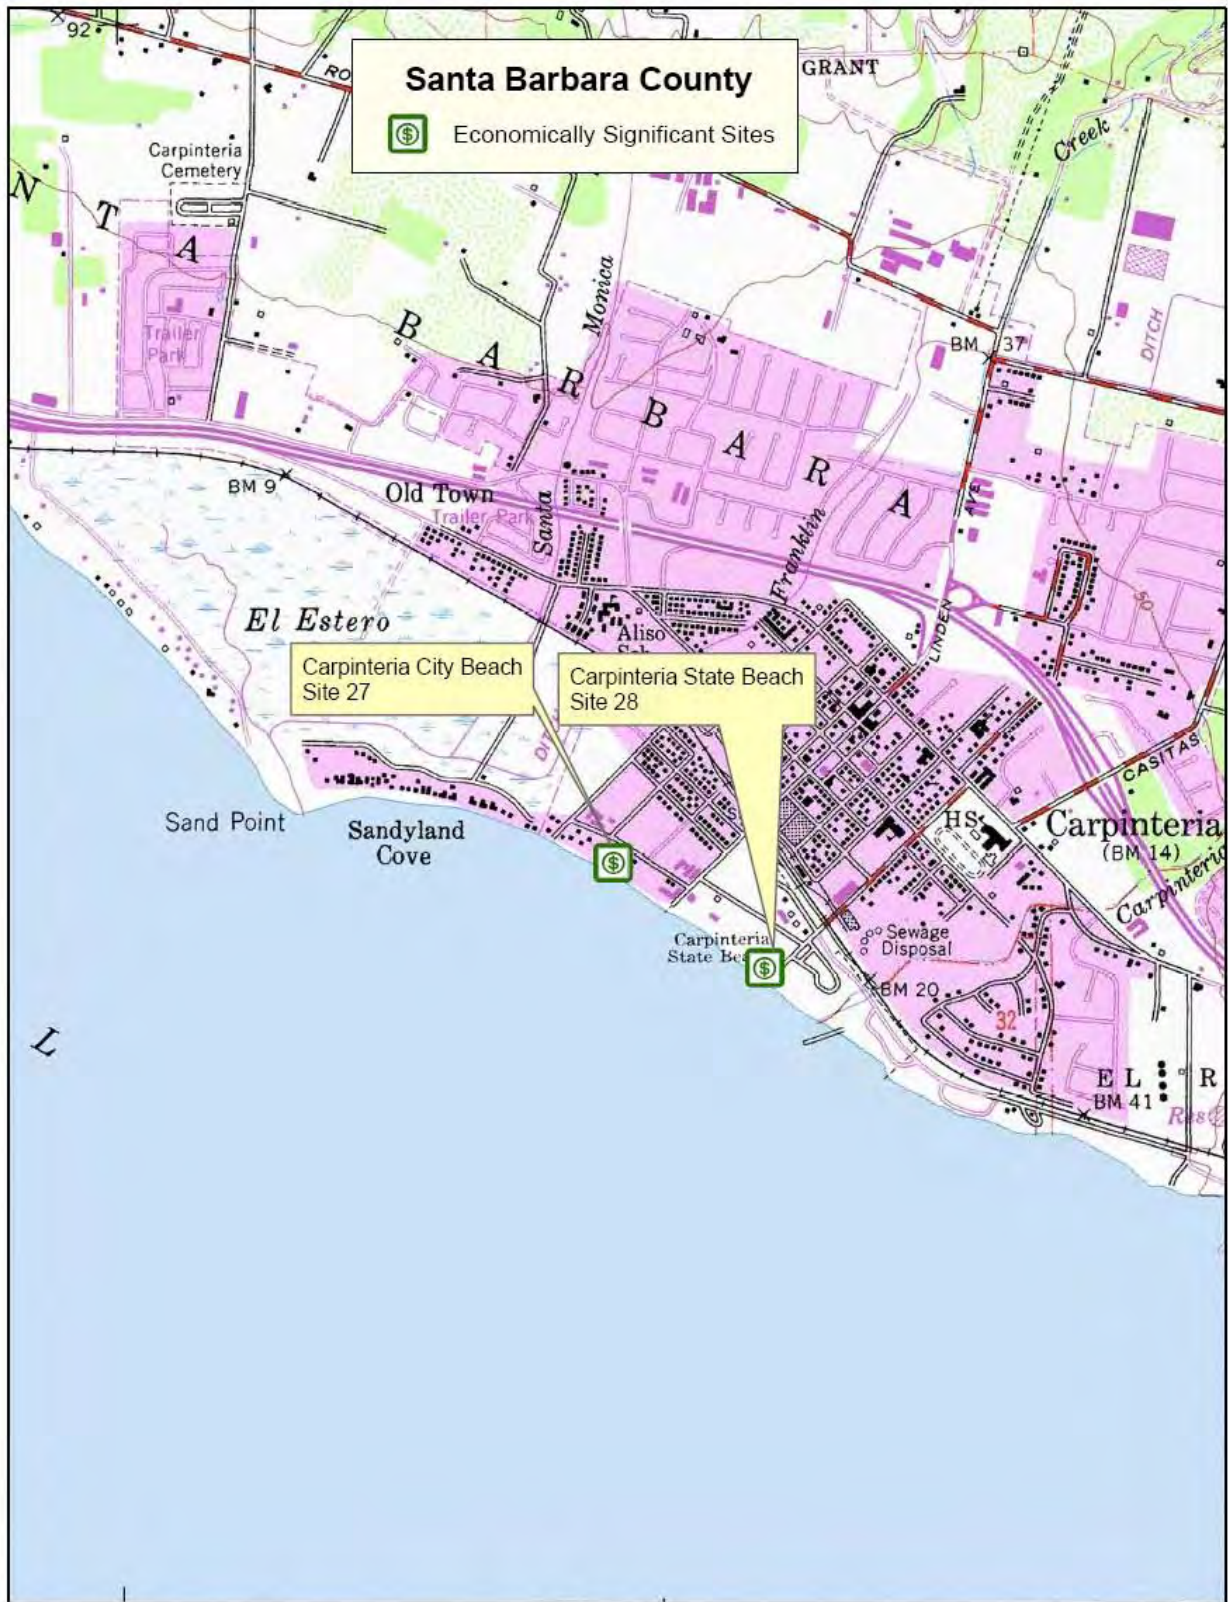 92
Santa Barbara County
Economically Significant Sites
GRANT
Creek
Carpinteria
Cemetery
N
T
A
Trailer
Park
B
A
R
B
A
R
A
Monica
DITCH
BM 37
BM 9
Old Town
Trailer Park
Santa
AVE
Franklin
50
LINDEN
El Estero
Aliso
Carpinteria City Beach
Site 27
Carpinteria State Beach
Site 28
CASITAS
Sand Point
Sandyland
Cove
HS
Carpinteria
(BM 14)
Sewage
Disposal
Carpinteria
State
BM 20
32
L
EL R
BM 41
Res